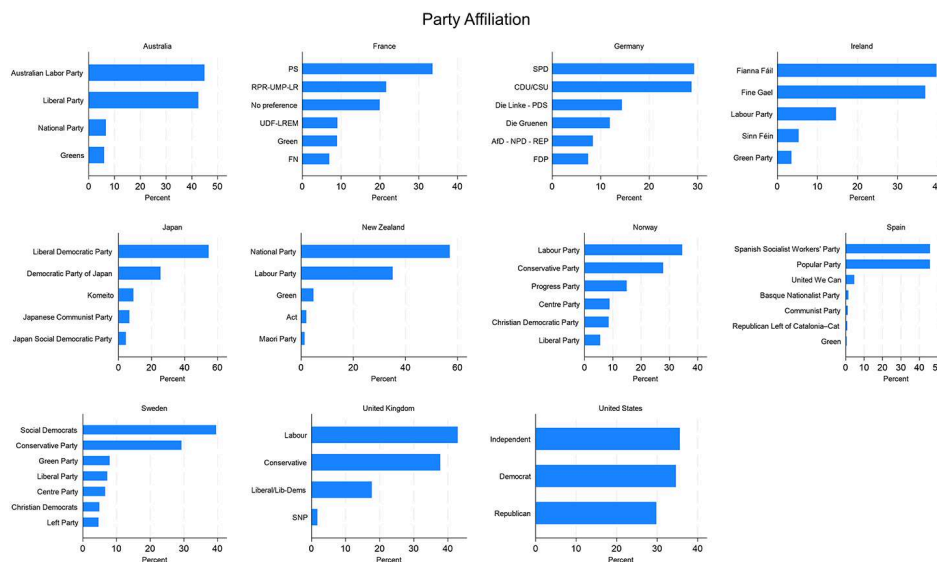 Party Affiliation
Australia
Australian Labor Party
Liberal Party
National Party
Greens
0 10 20 30 40 50
Percent
France
PS
RPR-UMP-LR
No preference
UDF-LREM
Green
FN
0 10 20 30 40
Percent
Germany
SPD
CDU/CSU
Die Linke - PDS
Die Gruenen
AfD - NPD - REP
FDP
0 10 20 30
Percent
Ireland
Fianna Fáil
Fine Gael
Labour Party
Sinn Féin
Green Party
0 10 20 30 40
Percent
Japan
Liberal Democratic Party
Democratic Party of Japan
Komeito
Japanese Communist Party
Japan Social Democratic Party
0 20 40 60
Percent
New Zealand
National Party
Labour Party
Green
Act
Maori Party
0 20 40 60
Percent
Norway
Labour Party
Conservative Party
Progress Party
Centre Party
Christian Democratic Party
Liberal Party
0 10 20 30 40
Percent
Spain
Spanish Socialist Workers' Party
Popular Party
United We Can
Basque Nationalist Party
Communist Party
Republican Left of Catalonia–Cat
Green
0 10 20 30 40 50
Percent
Sweden
Social Democrats
Conservative Party
Green Party
Liberal Party
Centre Party
Christian Democrats
Left Party
0 10 20 30 40
Percent
United Kingdom
Labour
Conservative
Liberal/Lib-Dems
SNP
0 10 20 30 40
Percent
United States
Independent
Democrat
Republican
0 10 20 30 40
Percent